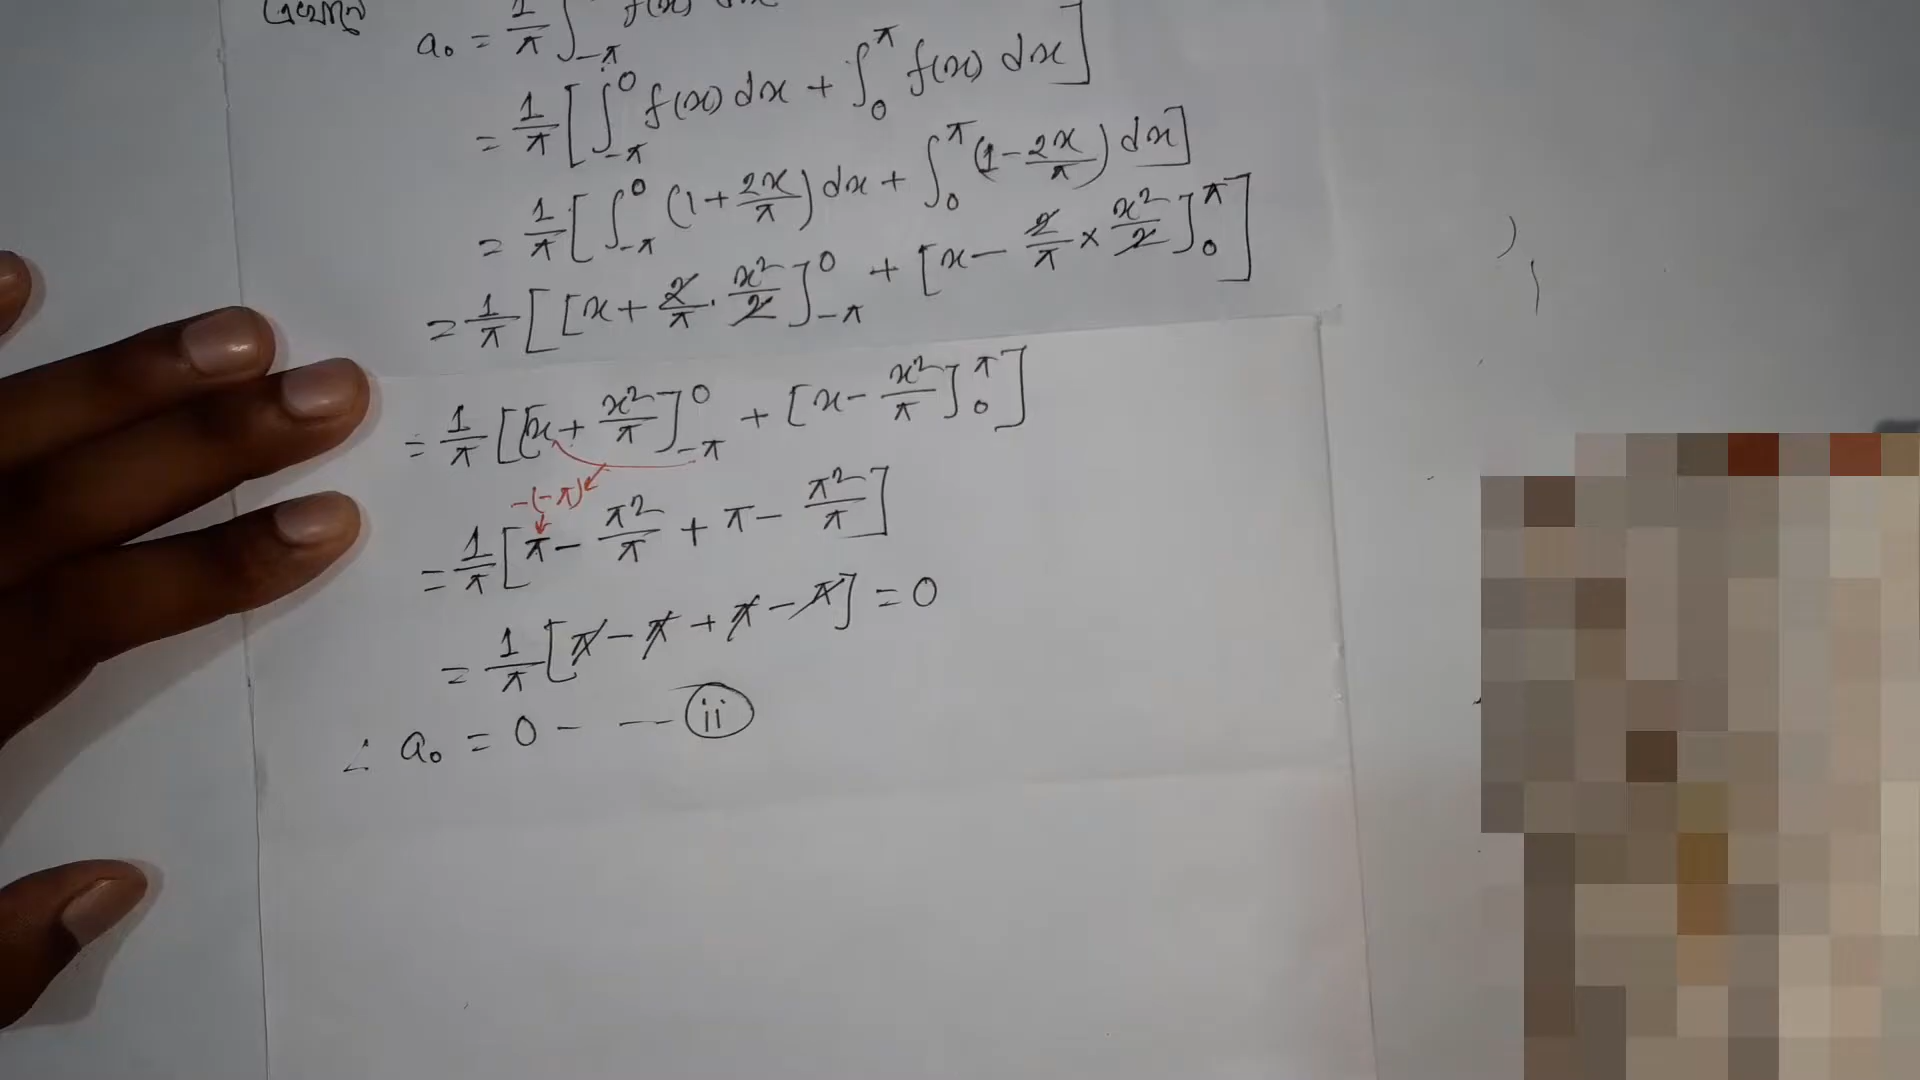 এখানে
a₀ = 1/π ∫_{-π} f(x) dx
= 1/π [∫_{-π}^{0} f(x) dx + ∫_{0}^{π} f(x) dx]
= 1/π [∫_{-π}^{0} (1 + 2x/π) dx + ∫_{0}^{π} (1 - 2x/π) dx]
= 1/π [[x + 2/π · x²/2]_{-π}^{0} + [x - 2/π × x²/2]_{0}^{π}]
= 1/π [[x + x²/π]_{-π}^{0} + [x - x²/π]_{0}^{π}]
-(-π)
= 1/π [π - π²/π + π - π²/π]
= 1/π [π - π + π - π] = 0
∴ a₀ = 0 - — ii